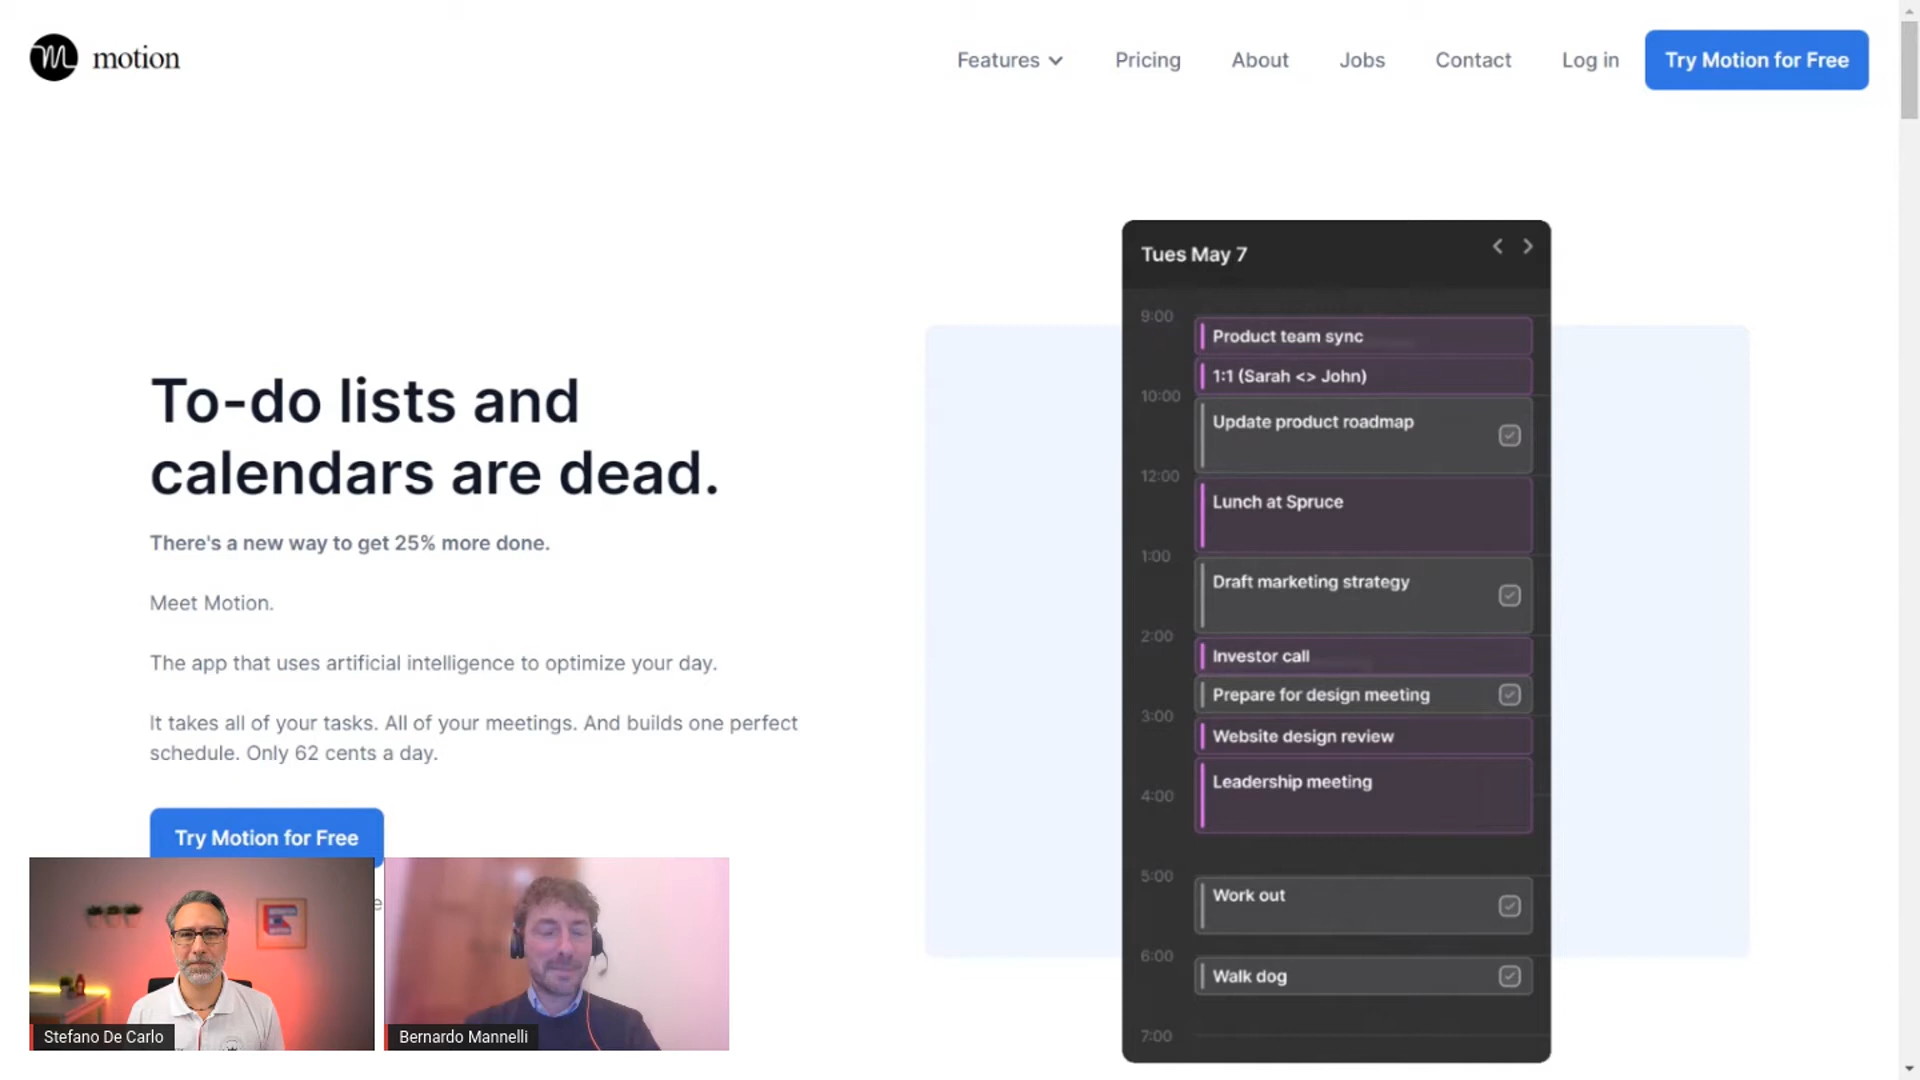 motion
Features
Pricing
About
Jobs
Contact
Log in
Try Motion for Free
To-do lists and
calendars are dead.
There's a new way to get 25% more done.
Meet Motion.
The app that uses artificial intelligence to optimize your day.
It takes all of your tasks. All of your meetings. And builds one perfect
schedule. Only 62 cents a day.
Try Motion for Free
e
Tues May 7
9:00
Product team sync
1:1 (Sarah <> John)
10:00
Update product roadmap
12:00
Lunch at Spruce
1:00
Draft marketing strategy
2:00
Investor call
Prepare for design meeting
3:00
Website design review
Leadership meeting
4:00
5:00
Work out
6:00
Walk dog
7:00
Stefano De Carlo
Bernardo Mannelli